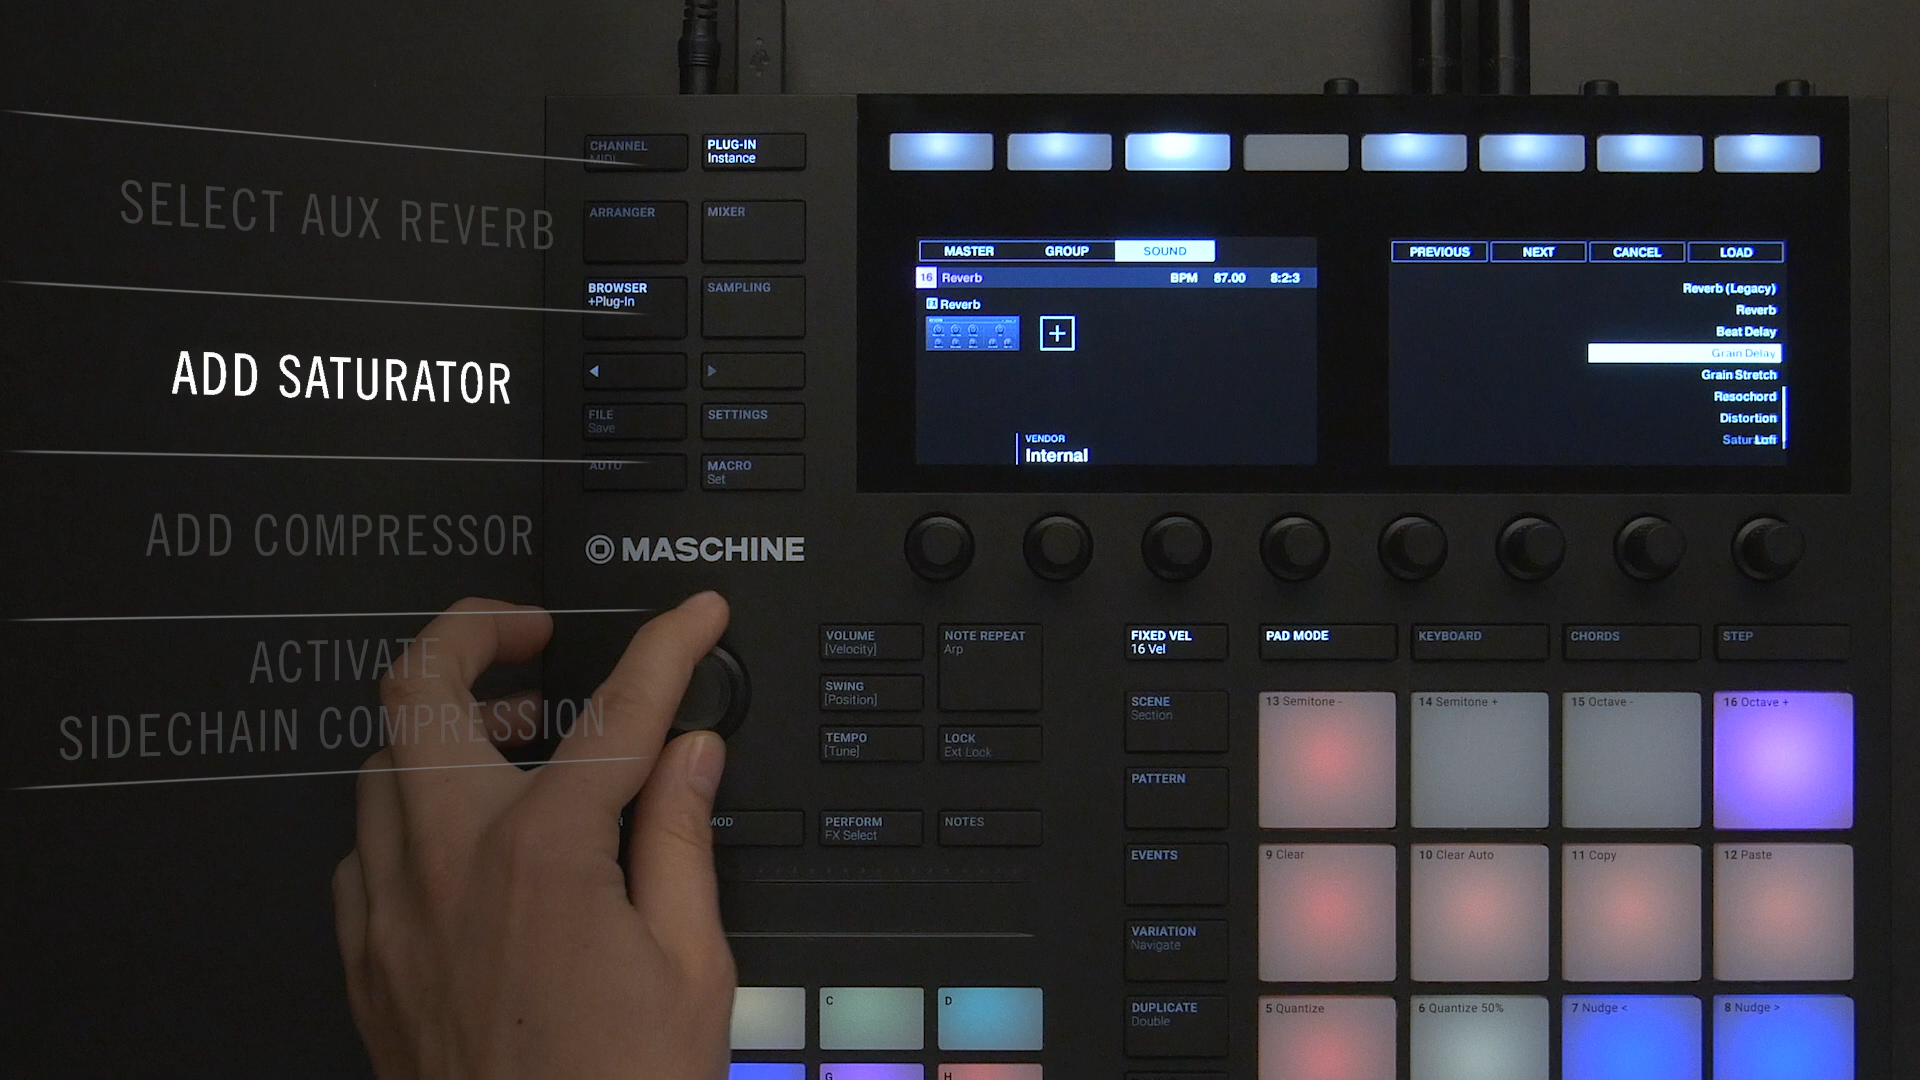 SELECT AUX REVERB
ADD SATURATOR
ADD COMPRESSOR
ACTIVATE
SIDECHAIN COMPRESSION
CHANNEL
MIDI
PLUG-IN
Instance
ARRANGER
MIXER
BROWSER
+Plug-In
SAMPLING
FILE
Save
SETTINGS
AUTO
MACRO
Set
MASCHINE
MASTER GROUP SOUND
16 Reverb BPM 87.00 8:2:3
Reverb
VENDOR
Internal
PREVIOUS NEXT CANCEL LOAD
Reverb (Legacy)
Reverb
Beat Delay
Grain Delay
Grain Stretch
Resochord
Distortion
Lofi
VOLUME
[Velocity]
NOTE REPEAT
Arp
SWING
[Position]
TEMPO
[Tune]
LOCK
Ext Lock
MOD
PERFORM
FX Select
NOTES
C
D
G
H
FIXED VEL
16 Vel
PAD MODE
KEYBOARD
CHORDS
STEP
SCENE
Section
PATTERN
EVENTS
VARIATION
Navigate
DUPLICATE
Double
13 Semitone -
14 Semitone +
15 Octave -
16 Octave +
9 Clear
10 Clear Auto
11 Copy
12 Paste
5 Quantize
6 Quantize 50%
7 Nudge <
8 Nudge >